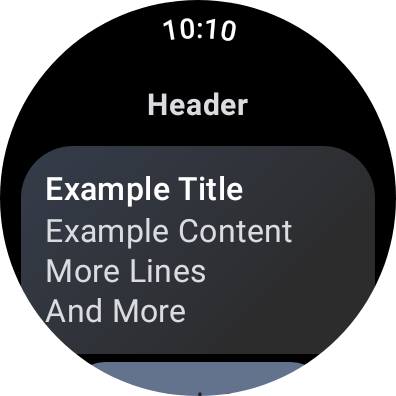 10:10
Header
Example Title
Example Content
More Lines
And More